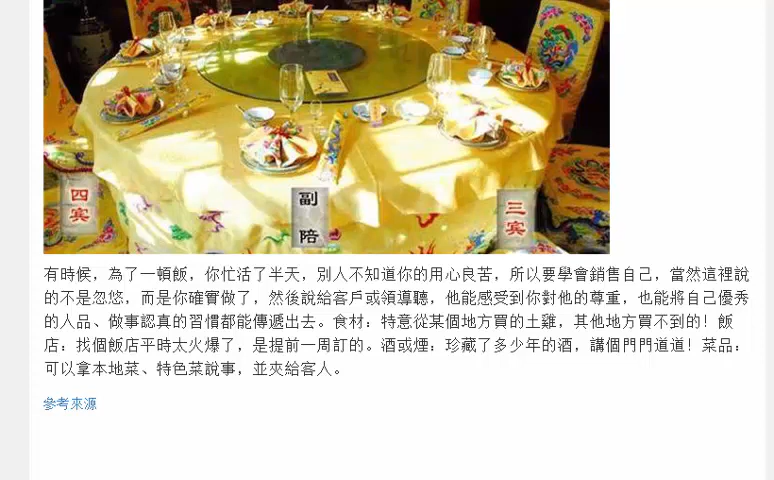 四賓
副陪
三賓
有時候，為了一頓飯，你忙活了半天，別人不知道你的用心良苦，所以要學會銷售自己，當然這裡說
的不是忽悠，而是你確實做了，然後說給客戶或領導聽，他能感受到你對他的尊重，也能將自己優秀
的人品、做事認真的習慣都能傳遞出去。食材：特意從某個地方買的土雞，其他地方買不到的！飯
店：找個飯店平時太火爆了，是提前一周訂的。酒或煙：珍藏了多少年的酒，講個門門道道！菜品：
可以拿本地菜、特色菜說事，並夾給客人。
參考來源